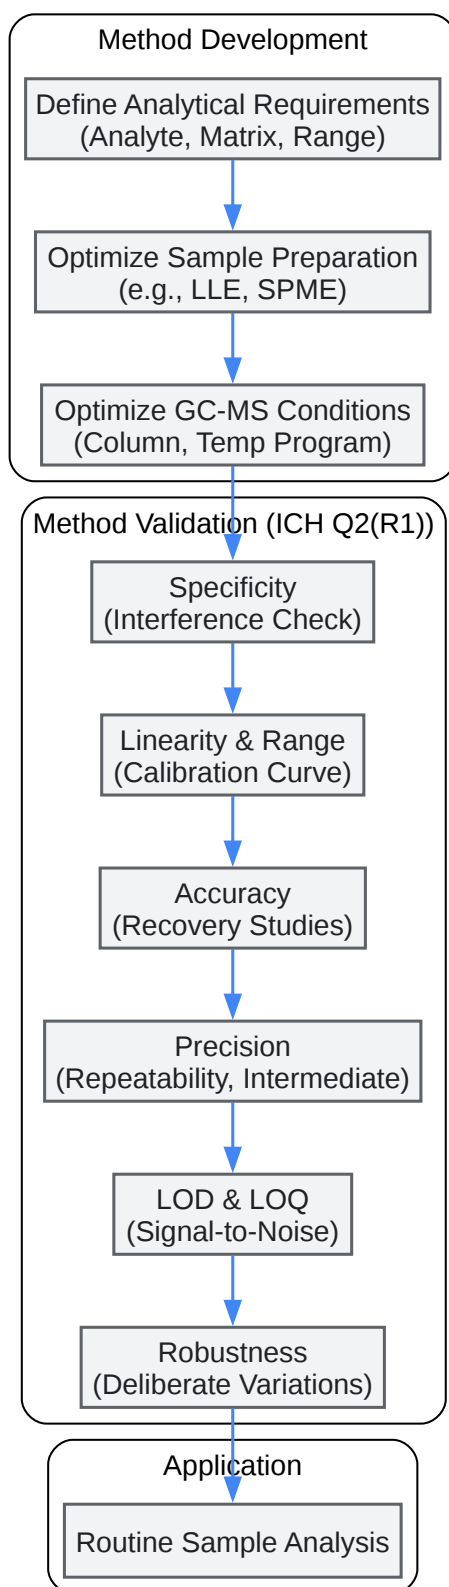 Method Development
Define Analytical Requirements
(Analyte, Matrix, Range)
Optimize Sample Preparation
(e.g., LLE, SPME)
Optimize GC-MS Conditions
(Column, Temp Program)
Method Validation (ICH Q2(R1))
Specificity
(Interference Check)
Linearity & Range
(Calibration Curve)
Accuracy
(Recovery Studies)
Precision
(Repeatability, Intermediate)
LOD & LOQ
(Signal-to-Noise)
Robustness
(Deliberate Variations)
Application
Routine Sample Analysis